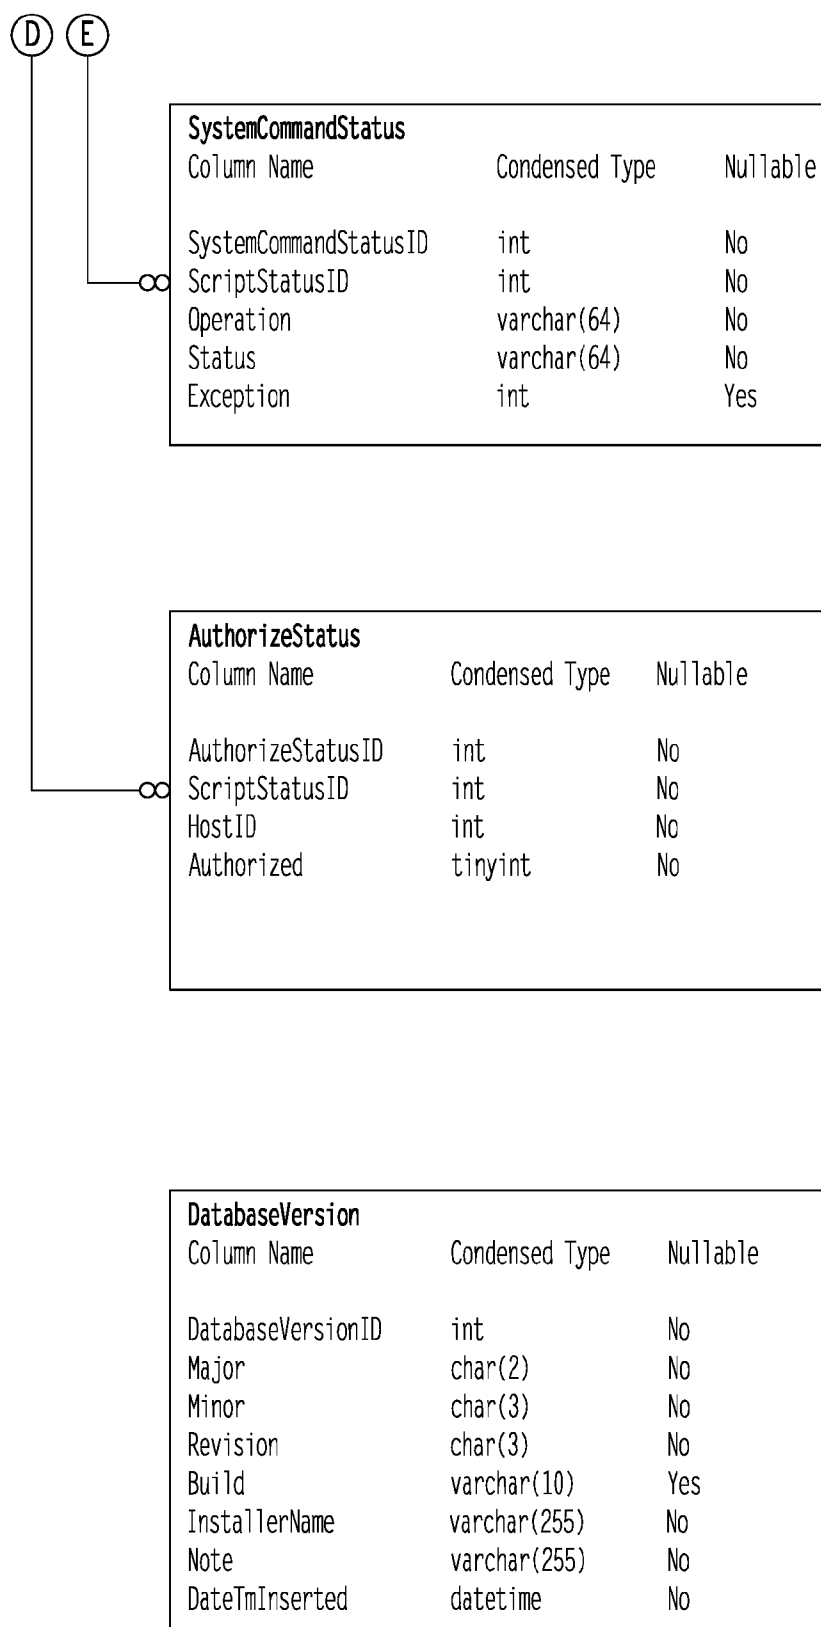 D E
SystemCommandStatus
Column Name Condensed Type Nullable
SystemCommandStatusID int No
ScriptStatusID int No
Operation varchar(64) No
Status varchar(64) No
Exception int Yes
AuthorizeStatus
Column Name Condensed Type Nullable
AuthorizeStatusID int No
ScriptStatusID int No
HostID int No
Authorized tinyint No
DatabaseVersion
Column Name Condensed Type Nullable
DatabaseVersionID int No
Major char(2) No
Minor char(3) No
Revision char(3) No
Build varchar(10) Yes
InstallerName varchar(255) No
Note varchar(255) No
DateTmInserted datetime No